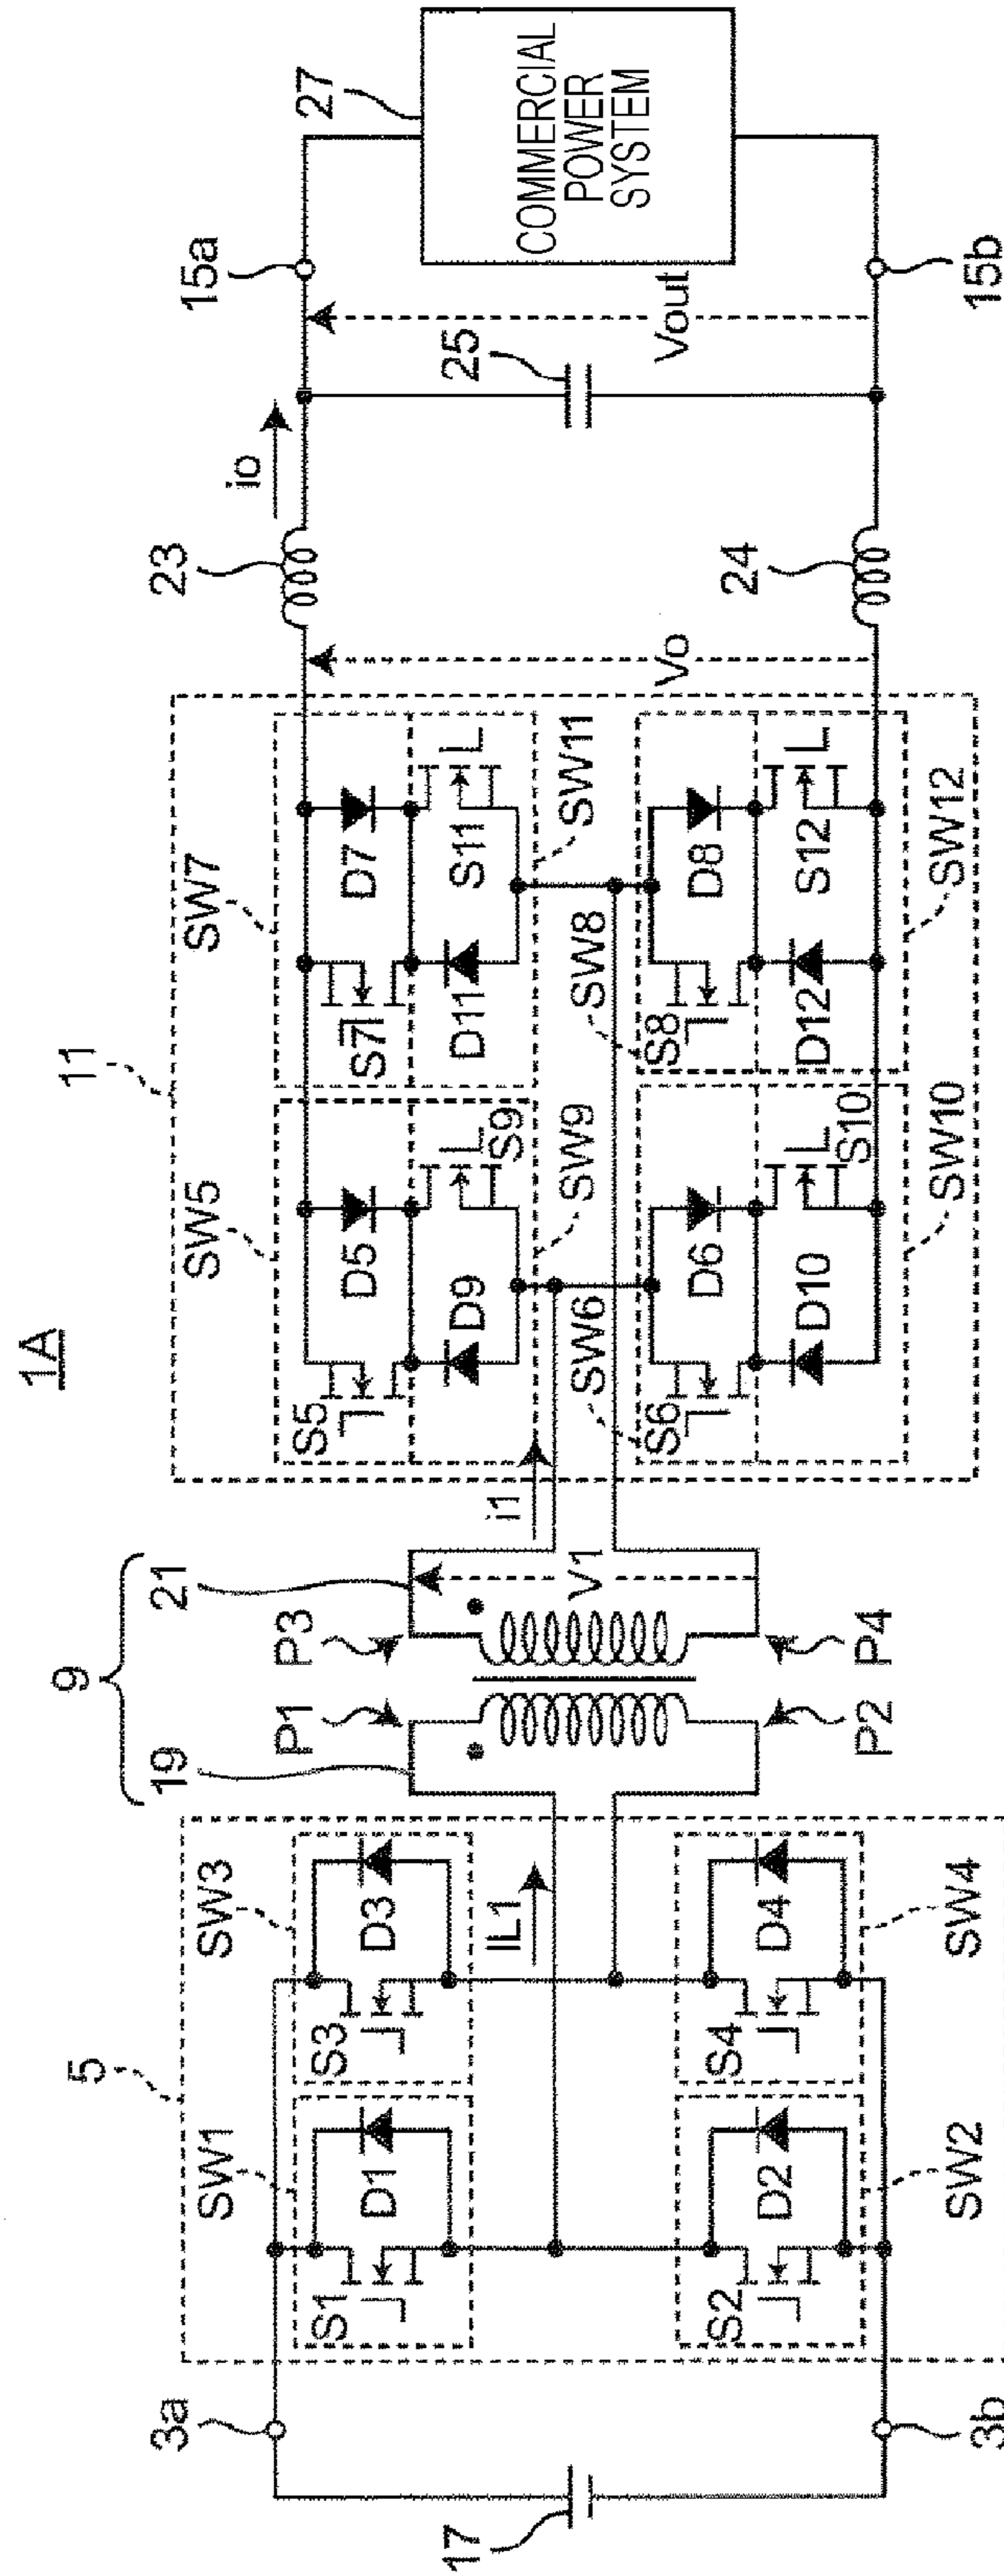 1A
5
9
11
SW1
SW3
19
P1
P3
21
SW5
SW7
3a
S1
D1
S3
D3
IL1
i1
S5
D5
D9
S9
S7
D7
D11
S11
SW9
SW11
Vo
23
io
25
Vout
15a
27
COMMERCIAL
POWER
SYSTEM
17
V1
SW6
SW8
S2
D2
S4
D4
P2
P4
S6
D6
D10
S10
S8
D8
D12
S12
24
15b
3b
SW2
SW4
SW10
SW12